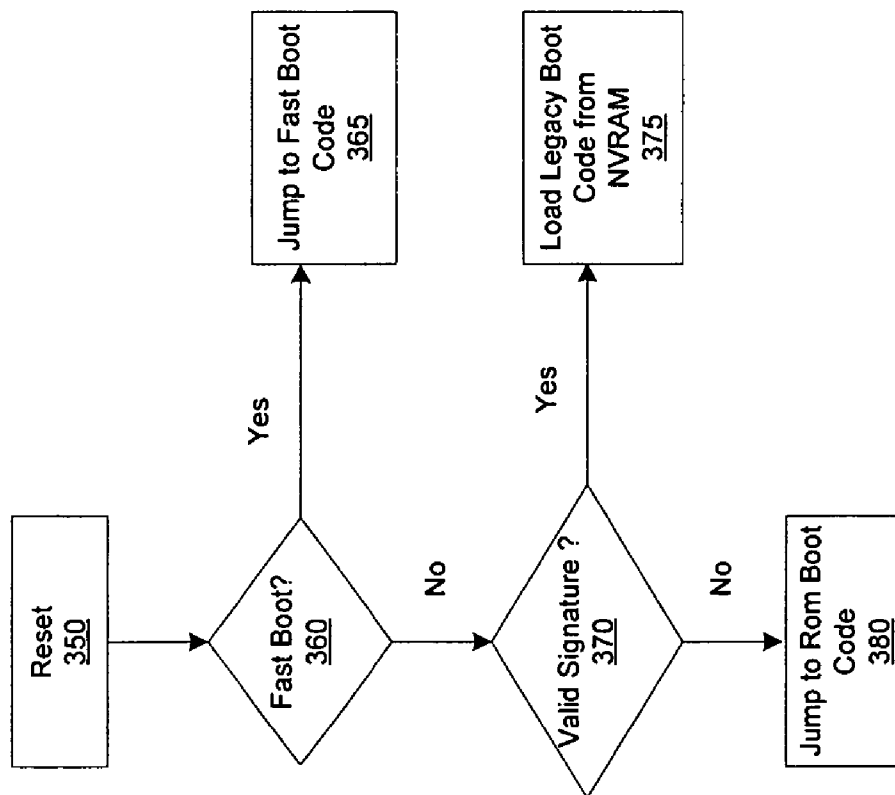 Reset
350
Fast Boot?
360
Yes
Jump to Fast Boot
Code
365
No
Valid Signature ?
370
Yes
Load Legacy Boot
Code from
NVRAM
375
No
Jump to Rom Boot
Code
380